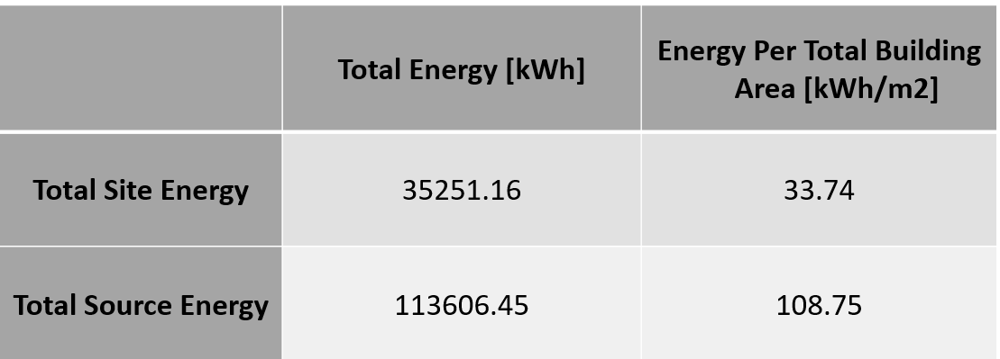 Total Energy [kWh]
Energy Per Total Building
Area [kWh/m2]
Total Site Energy
35251.16
33.74
Total Source Energy
113606.45
108.75